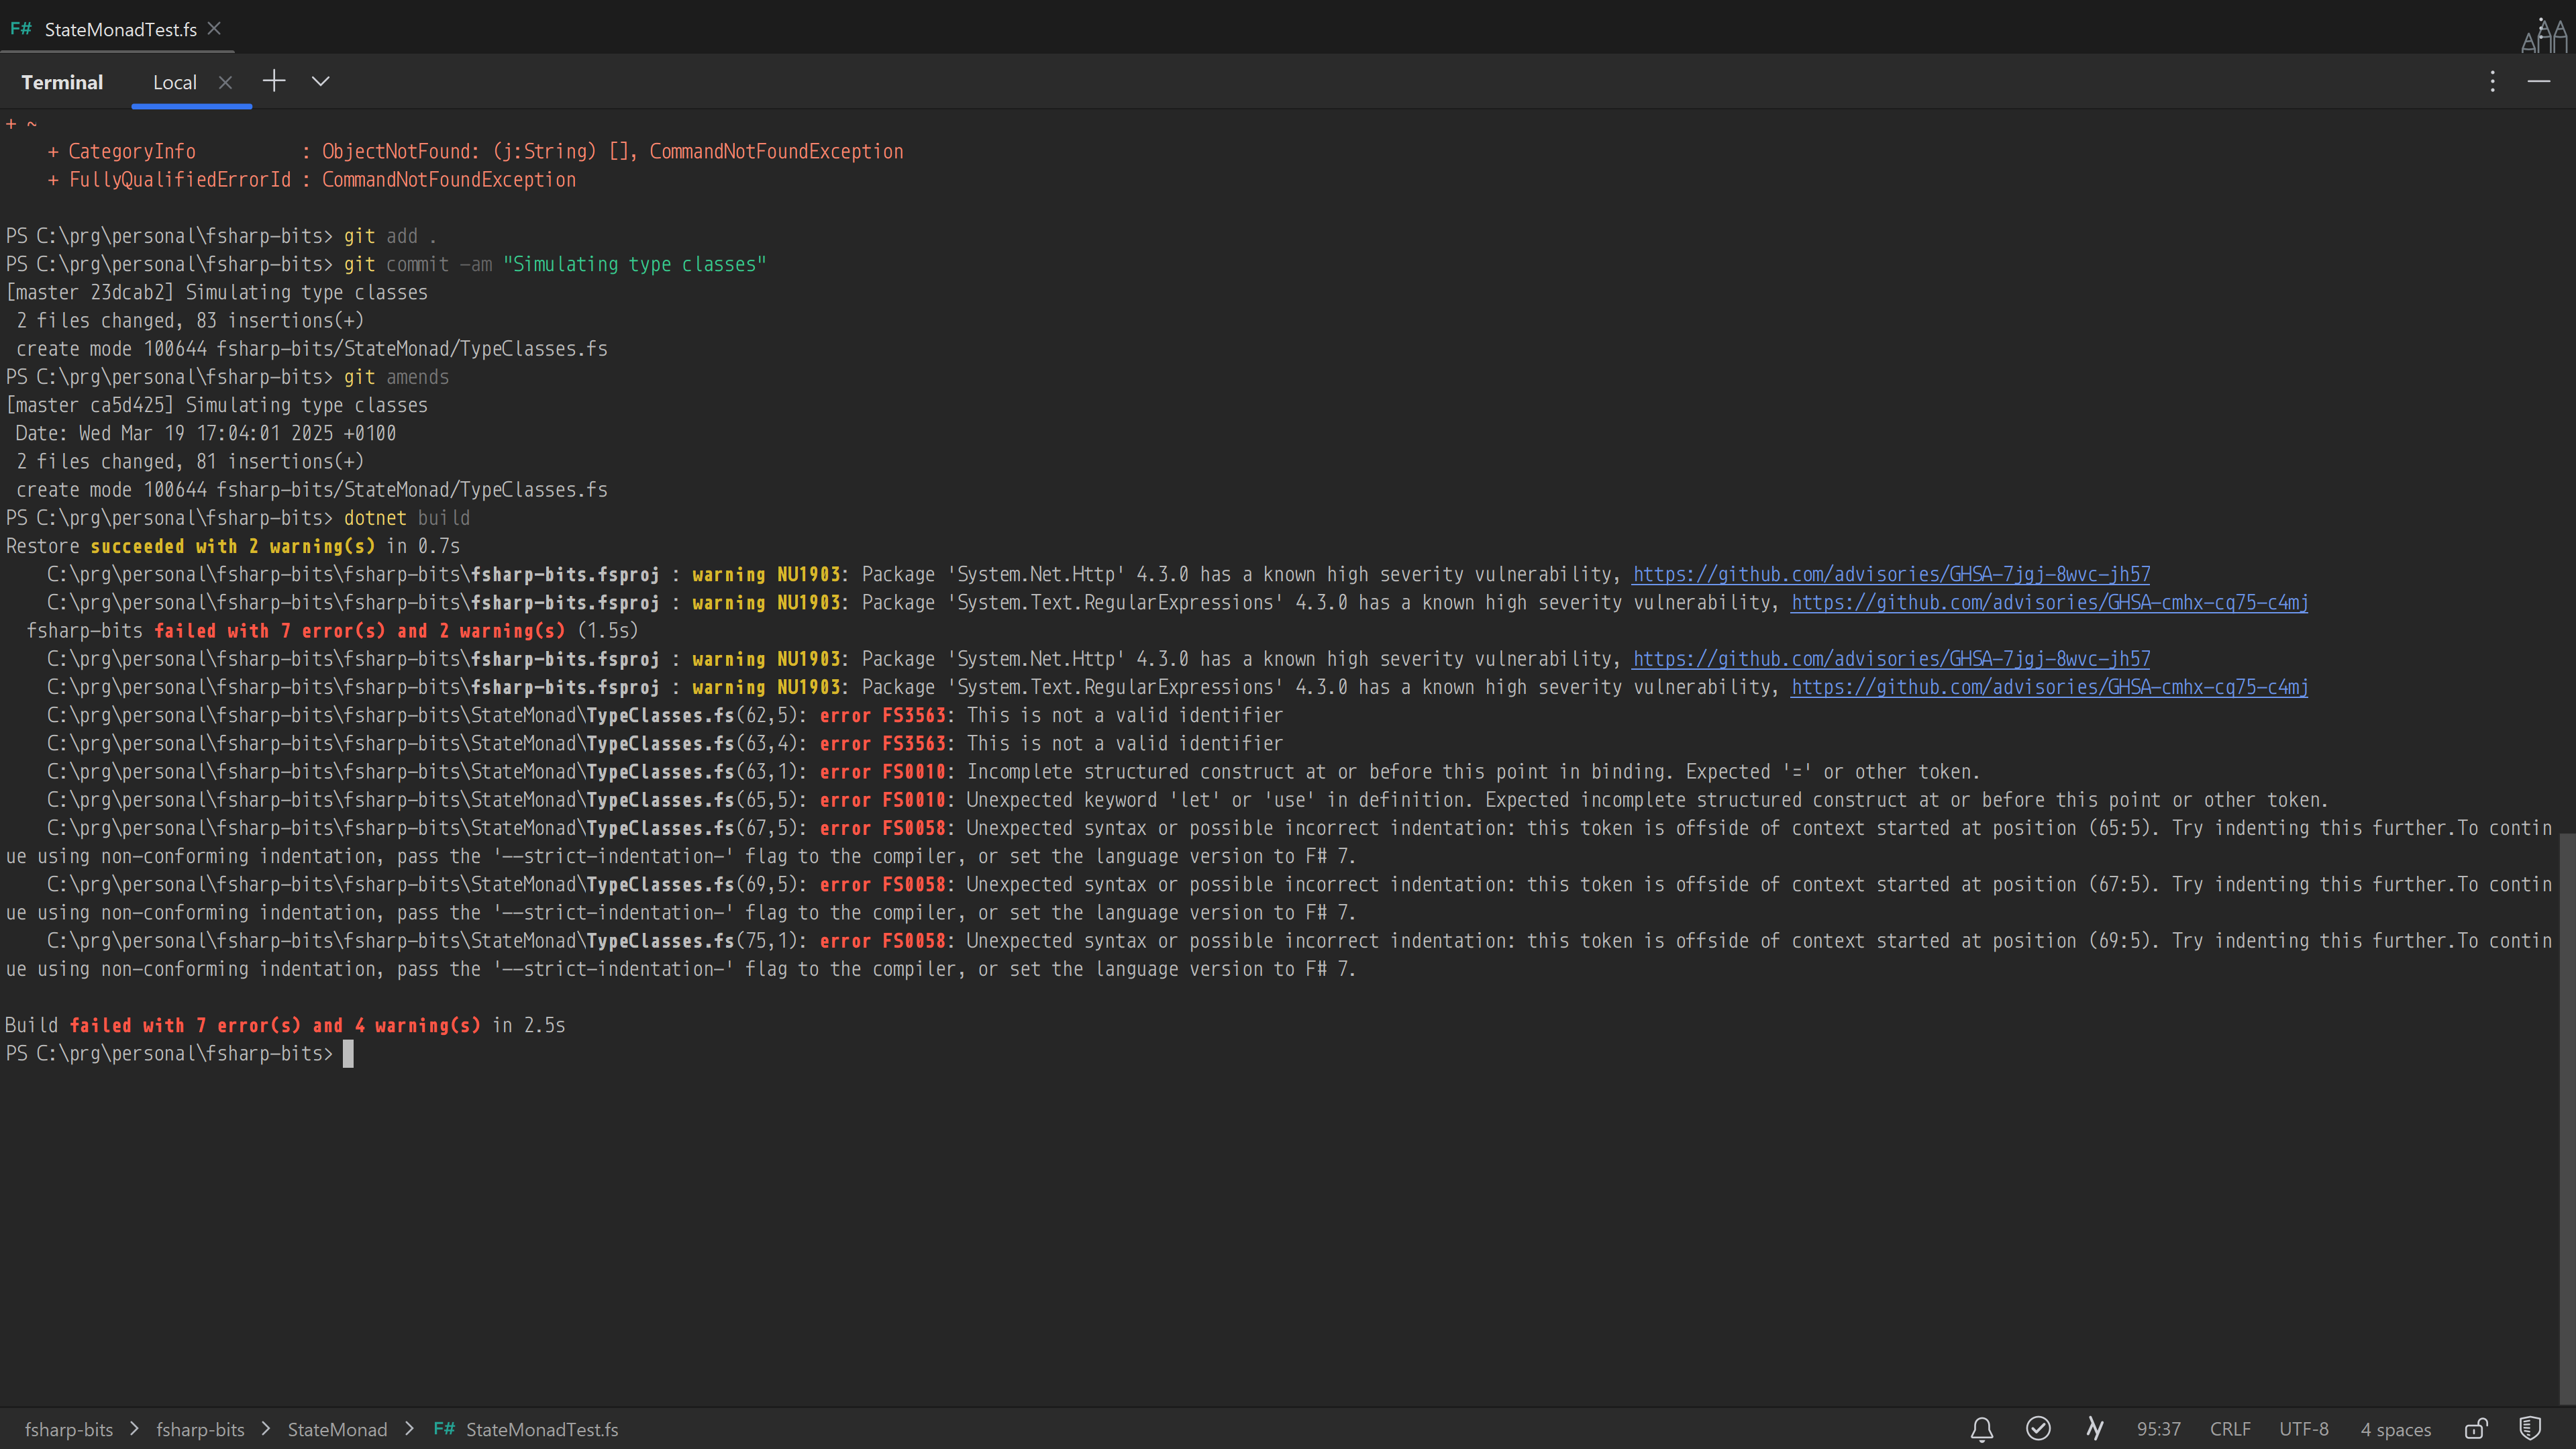 F# StateMonadTest.fs
Terminal Local
+ ~
+ CategoryInfo : ObjectNotFound: (j:String) [], CommandNotFoundException
+ FullyQualifiedErrorId : CommandNotFoundException
PS C:\prg\personal\fsharp-bits> git add .
PS C:\prg\personal\fsharp-bits> git commit -am "Simulating type classes"
[master 23dcab2] Simulating type classes
2 files changed, 83 insertions(+)
create mode 100644 fsharp-bits/StateMonad/TypeClasses.fs
PS C:\prg\personal\fsharp-bits> git amends
[master ca5d425] Simulating type classes
Date: Wed Mar 19 17:04:01 2025 +0100
2 files changed, 81 insertions(+)
create mode 100644 fsharp-bits/StateMonad/TypeClasses.fs
PS C:\prg\personal\fsharp-bits> dotnet build
Restore succeeded with 2 warning(s) in 0.7s
C:\prg\personal\fsharp-bits\fsharp-bits\fsharp-bits.fsproj : warning NU1903: Package 'System.Net.Http' 4.3.0 has a known high severity vulnerability, https://github.com/advisories/GHSA-7jgj-8wvc-jh57
C:\prg\personal\fsharp-bits\fsharp-bits\fsharp-bits.fsproj : warning NU1903: Package 'System.Text.RegularExpressions' 4.3.0 has a known high severity vulnerability, https://github.com/advisories/GHSA-cmhx-cq75-c4mj
fsharp-bits failed with 7 error(s) and 2 warning(s) (1.5s)
C:\prg\personal\fsharp-bits\fsharp-bits\fsharp-bits.fsproj : warning NU1903: Package 'System.Net.Http' 4.3.0 has a known high severity vulnerability, https://github.com/advisories/GHSA-7jgj-8wvc-jh57
C:\prg\personal\fsharp-bits\fsharp-bits\fsharp-bits.fsproj : warning NU1903: Package 'System.Text.RegularExpressions' 4.3.0 has a known high severity vulnerability, https://github.com/advisories/GHSA-cmhx-cq75-c4mj
C:\prg\personal\fsharp-bits\fsharp-bits\StateMonad\TypeClasses.fs(62,5): error FS3563: This is not a valid identifier
C:\prg\personal\fsharp-bits\fsharp-bits\StateMonad\TypeClasses.fs(63,4): error FS3563: This is not a valid identifier
C:\prg\personal\fsharp-bits\fsharp-bits\StateMonad\TypeClasses.fs(63,1): error FS0010: Incomplete structured construct at or before this point in binding. Expected '=' or other token.
C:\prg\personal\fsharp-bits\fsharp-bits\StateMonad\TypeClasses.fs(65,5): error FS0010: Unexpected keyword 'let' or 'use' in definition. Expected incomplete structured construct at or before this point or other token.
C:\prg\personal\fsharp-bits\fsharp-bits\StateMonad\TypeClasses.fs(67,5): error FS0058: Unexpected syntax or possible incorrect indentation: this token is offside of context started at position (65:5). Try indenting this further.To contin
ue using non-conforming indentation, pass the '--strict-indentation-' flag to the compiler, or set the language version to F# 7.
C:\prg\personal\fsharp-bits\fsharp-bits\StateMonad\TypeClasses.fs(69,5): error FS0058: Unexpected syntax or possible incorrect indentation: this token is offside of context started at position (67:5). Try indenting this further.To contin
ue using non-conforming indentation, pass the '--strict-indentation-' flag to the compiler, or set the language version to F# 7.
C:\prg\personal\fsharp-bits\fsharp-bits\StateMonad\TypeClasses.fs(75,1): error FS0058: Unexpected syntax or possible incorrect indentation: this token is offside of context started at position (69:5). Try indenting this further.To contin
ue using non-conforming indentation, pass the '--strict-indentation-' flag to the compiler, or set the language version to F# 7.
Build failed with 7 error(s) and 4 warning(s) in 2.5s
PS C:\prg\personal\fsharp-bits>
fsharp-bits > fsharp-bits > StateMonad > F# StateMonadTest.fs 95:37 CRLF UTF-8 4 spaces